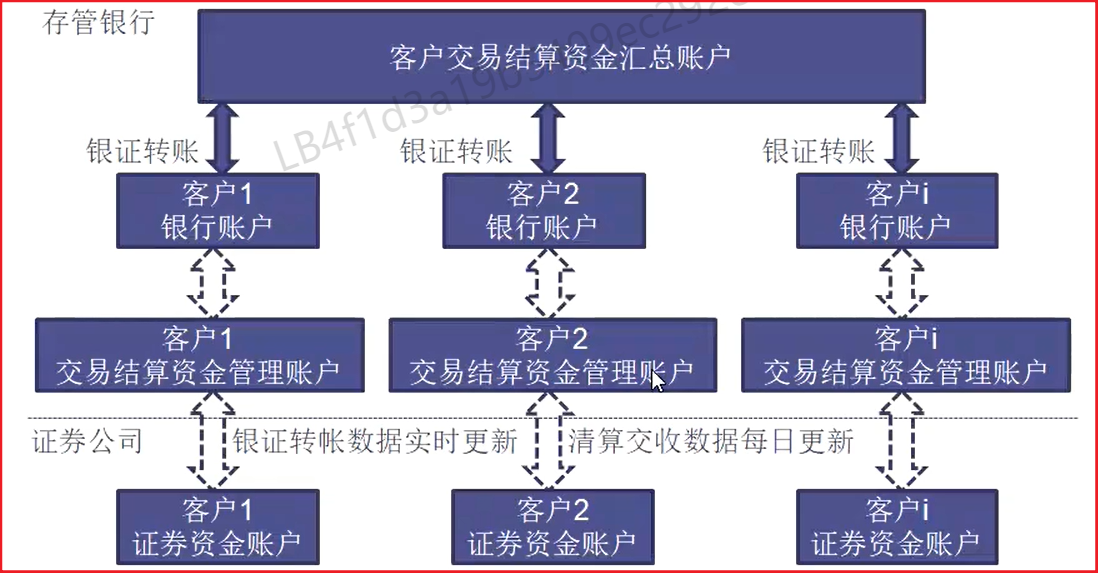 存管银行
客户交易结算资金汇总账户
银证转账 银证转账 银证转账
客户1 客户2 客户i
银行账户 银行账户 银行账户
客户1 客户2 客户i
交易结算资金管理账户 交易结算资金管理账户 交易结算资金管理账户
证券公司 银证转帐数据实时更新 清算交收数据每日更新
客户1 客户2 客户i
证券资金账户 证券资金账户 证券资金账户